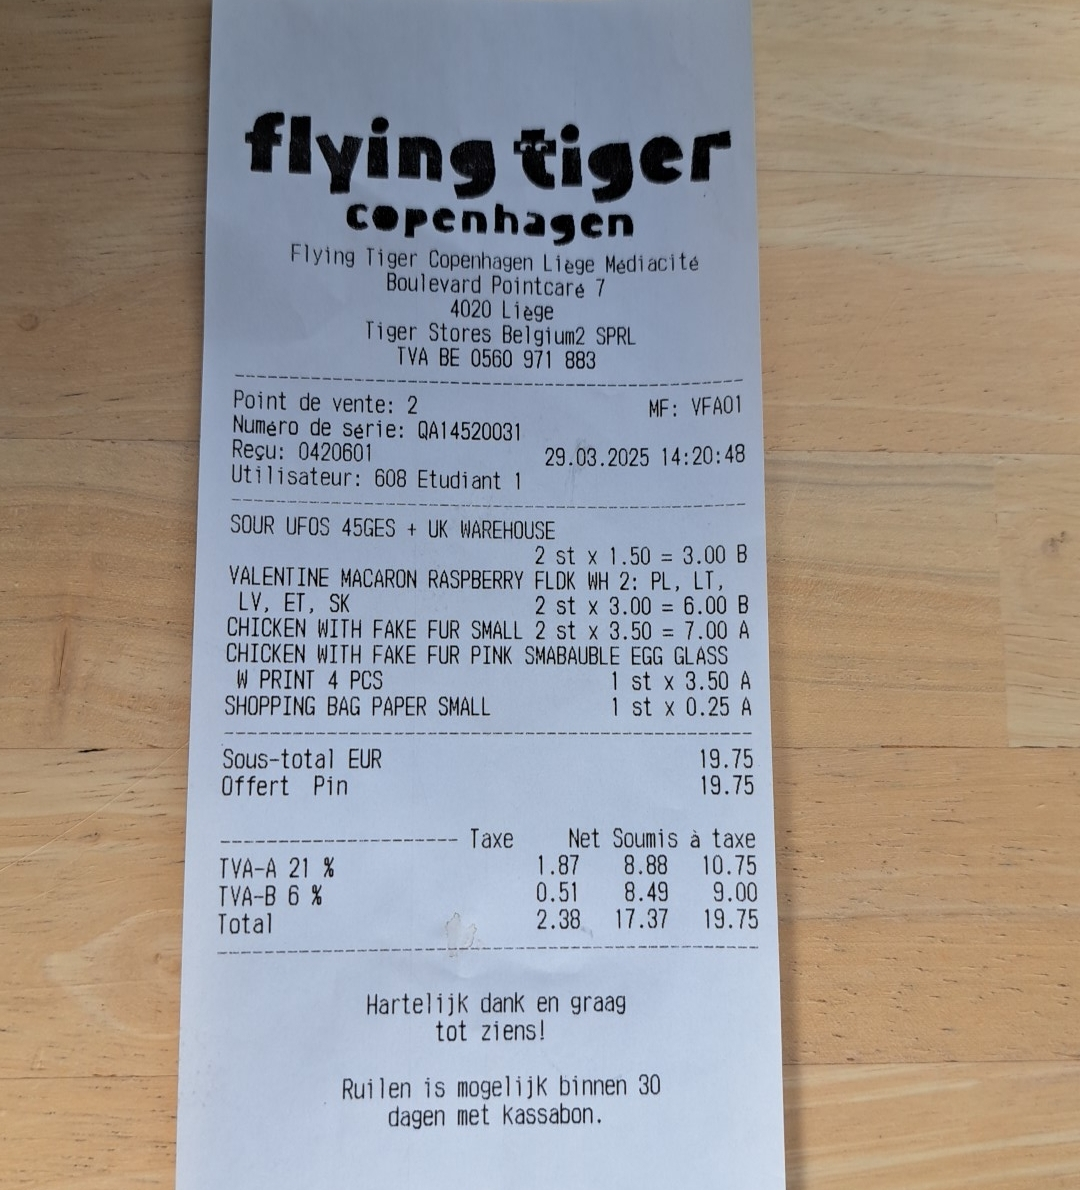 flying tiger
copenhagen
Flying Tiger Copenhagen Liège Médiacité
Boulevard Pointcaré 7
4020 Liège
Tiger Stores Belgium2 SPRL
TVA BE 0560 971 883
Point de vente: 2 MF: VFA01
Numéro de série: QA14520031
Reçu: 0420601 29.03.2025 14:20:48
Utilisateur: 608 Etudiant 1
SOUR UFOS 45GES + UK WAREHOUSE
2 st x 1.50 = 3.00 B
VALENTINE MACARON RASPBERRY FLDK WH 2: PL, LT,
LV, ET, SK 2 st x 3.00 = 6.00 B
CHICKEN WITH FAKE FUR SMALL 2 st x 3.50 = 7.00 A
CHICKEN WITH FAKE FUR PINK SMABAUBLE EGG GLASS
W PRINT 4 PCS 1 st x 3.50 A
SHOPPING BAG PAPER SMALL 1 st x 0.25 A
Sous-total EUR 19.75
Offert Pin 19.75
Taxe Net Soumis à taxe
TVA-A 21 % 1.87 8.88 10.75
TVA-B 6 % 0.51 8.49 9.00
Total 2.38 17.37 19.75
Hartelijk dank en graag
tot ziens!
Ruilen is mogelijk binnen 30
dagen met kassabon.